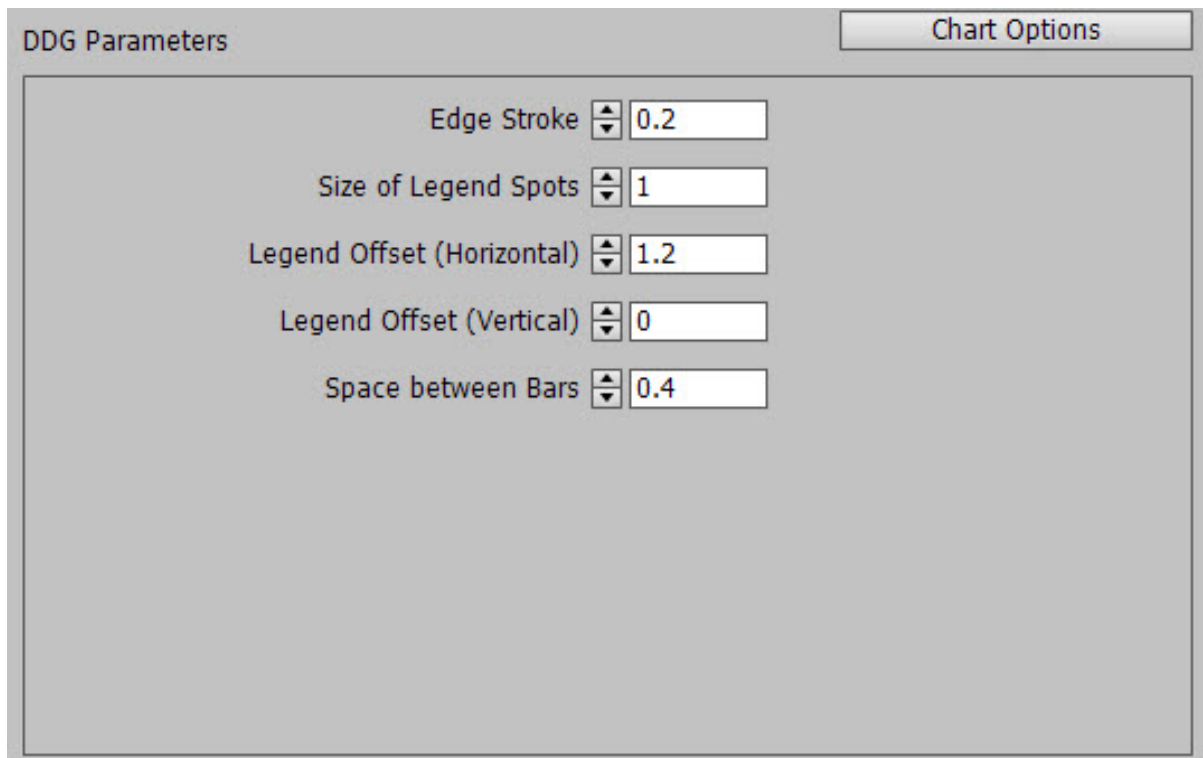 DDG Parameters
Chart Options
Edge Stroke 0.2
Size of Legend Spots 1
Legend Offset (Horizontal) 1.2
Legend Offset (Vertical) 0
Space between Bars 0.4